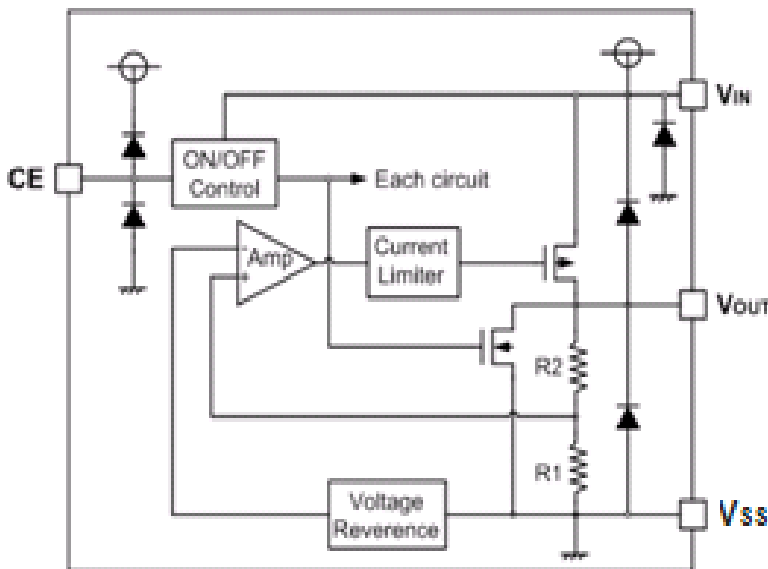 VIN
ON/OFF
Control
CE
Each circuit
Amp
-
+
Current
Limiter
VOUT
R2
R1
Voltage
Reverence
VSS